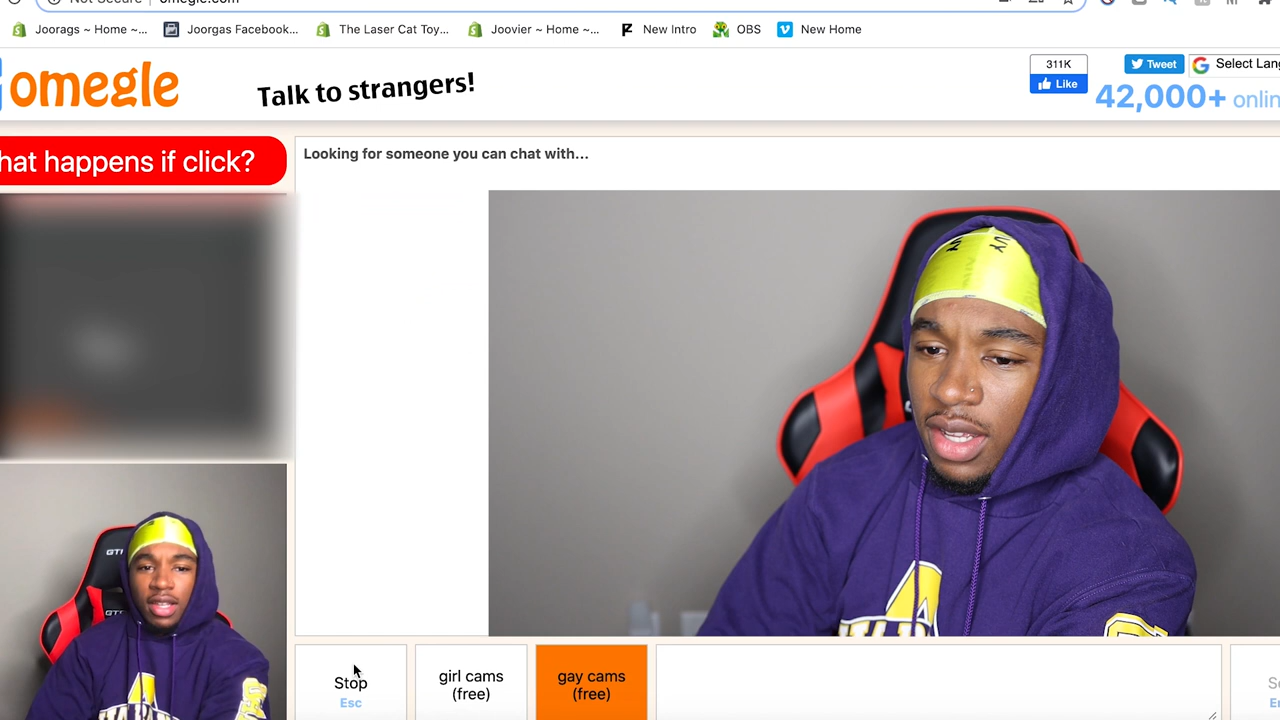 Not Secure
omegle.com
Joorags ~ Home ~...
Joorgas Facebook...
The Laser Cat Toy...
Joovier ~ Home ~...
New Intro
OBS
New Home
omegle
Talk to strangers!
311K
Like
Tweet
Select Lang
42,000+ onlin
hat happens if click?
Looking for someone you can chat with...
Stop
Esc
girl cams
(free)
gay cams
(free)